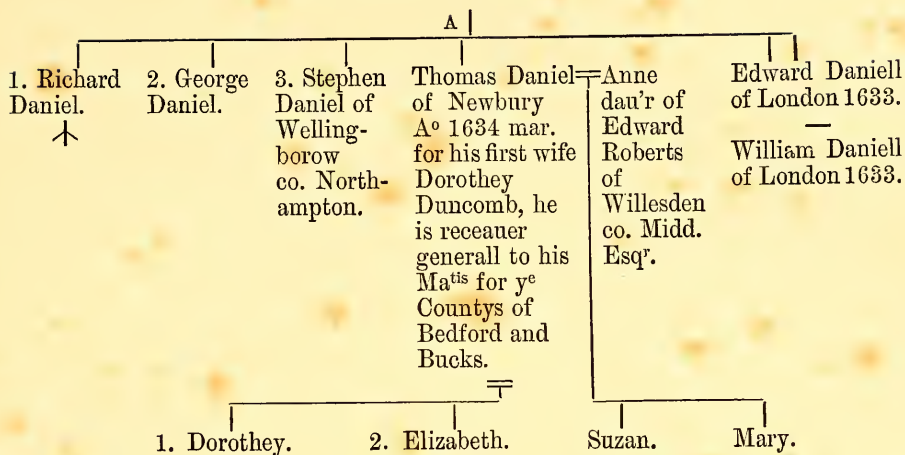 A
1. Richard
Daniel.
2. George
Daniel.
3. Stephen
Daniel of
Welling-
borow
co. North-
ampton.
Thomas Daniel
of Newbury
Aº 1634 mar.
for his first wife
Dorothey
Duncomb, he
is receauer
generall to his
Maᵗⁱˢ for yᵉ
Countys of
Bedford and
Bucks.
Anne
dau'r of
Edward
Roberts
of
Willesden
co. Midd.
Esqʳ.
Edward Daniell
of London 1633.
William Daniell
of London 1633.
1. Dorothey.
2. Elizabeth.
Suzan.
Mary.